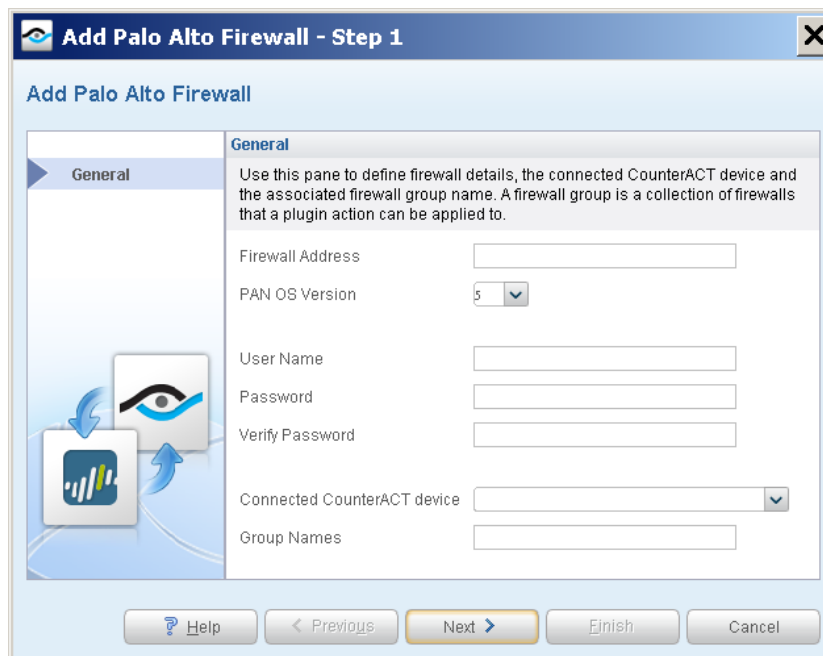 Add Palo Alto Firewall - Step 1
Add Palo Alto Firewall
General
General
Use this pane to define firewall details, the connected CounterACT device and
the associated firewall group name. A firewall group is a collection of firewalls
that a plugin action can be applied to.
Firewall Address
PAN OS Version 5
User Name
Password
Verify Password
Connected CounterACT device
Group Names
? Help < Previous Next > Finish Cancel